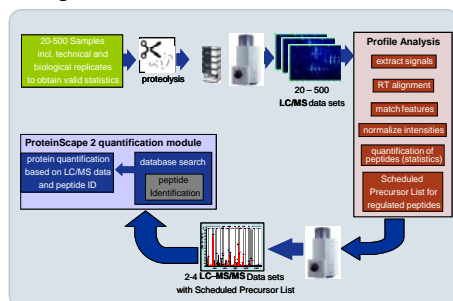 20-500 Samples
incl. technical and
biological replicates
to obtain valid statistics
proteolysis
20 – 500
LC/MS data sets
Profile Analysis
extract signals
RT alignment
match features
normalize intensities
quantification of
peptides (statistics)
Scheduled
Precursor List for
regulated peptides
ProteinScape 2 quantification module
protein quantification
based on LC/MS data
and peptide ID
database search
peptide
Identification
2-4 LC–MS/MS Data sets
with Scheduled Precursor List